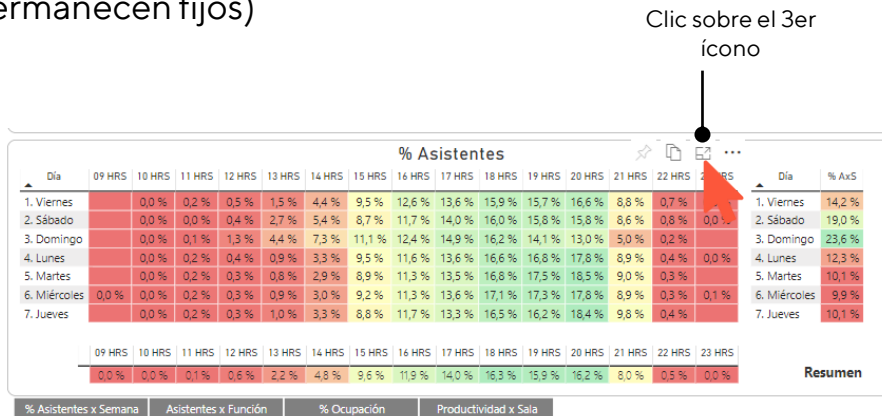 ermanecen fijos)
Clic sobre el 3er
ícono
% Asistentes
Día 09 HRS 10 HRS 11 HRS 12 HRS 13 HRS 14 HRS 15 HRS 16 HRS 17 HRS 18 HRS 19 HRS 20 HRS 21 HRS 22 HRS Día % AxS
1. Viernes 0,0 % 0,2 % 0,5 % 1,5 % 4,4 % 9,5 % 12,6 % 13,6 % 15,9 % 15,7 % 16,6 % 8,8 % 0,7 % 1. Viernes 14,2 %
2. Sábado 0,0 % 0,0 % 0,4 % 2,7 % 5,4 % 8,7 % 11,7 % 14,0 % 16,0 % 15,8 % 15,8 % 8,6 % 0,8 % 2. Sábado 19,0 %
3. Domingo 0,0 % 0,1 % 1,3 % 4,4 % 7,3 % 11,1 % 12,4 % 14,9 % 16,2 % 14,1 % 13,0 % 5,0 % 0,2 % 3. Domingo 23,6 %
4. Lunes 0,0 % 0,2 % 0,4 % 0,9 % 3,3 % 9,5 % 11,6 % 13,6 % 16,6 % 16,8 % 17,8 % 8,9 % 0,4 % 0,0 % 4. Lunes 12,3 %
5. Martes 0,0 % 0,2 % 0,3 % 0,8 % 2,9 % 8,9 % 11,3 % 13,5 % 16,8 % 17,5 % 18,5 % 9,0 % 0,3 % 5. Martes 10,1 %
6. Miércoles 0,0 % 0,0 % 0,2 % 0,3 % 0,9 % 3,0 % 9,2 % 11,3 % 13,6 % 17,1 % 17,3 % 17,8 % 8,9 % 0,3 % 0,1 % 6. Miércoles 9,9 %
7. Jueves 0,0 % 0,2 % 0,3 % 1,0 % 3,3 % 8,8 % 11,7 % 13,3 % 16,5 % 16,2 % 18,4 % 9,8 % 0,4 % 7. Jueves 10,1 %
09 HRS 10 HRS 11 HRS 12 HRS 13 HRS 14 HRS 15 HRS 16 HRS 17 HRS 18 HRS 19 HRS 20 HRS 21 HRS 22 HRS 23 HRS
0,0 % 0,0 % 0,1 % 0,6 % 2,2 % 4,8 % 9,6 % 11,9 % 14,0 % 16,3 % 15,9 % 16,2 % 8,0 % 0,5 % 0,0 % Resumen
% Asistentes x Semana Asistentes x Función % Ocupación Productividad x Sala